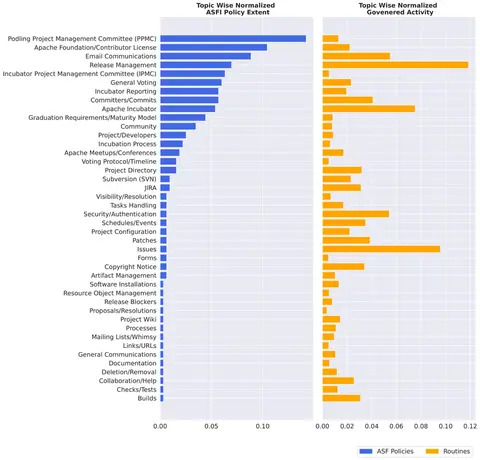 Topic Wise Normalized
ASFI Policy Extent
Topic Wise Normalized
Govenered Activity
Podling Project Management Committee (PPMC)
Apache Foundation/Contributor License
Email Communications
Release Management
Incubator Project Management Committee (IPMC)
General Voting
Incubator Reporting
Committers/Commits
Apache Incubator
Graduation Requirements/Maturity Model
Community
Project/Developers
Incubation Process
Apache Meetups/Conferences
Voting Protocol/Timeline
Project Directory
Subversion (SVN)
JIRA
Visibility/Resolution
Tasks Handling
Security/Authentication
Schedules/Events
Project Configuration
Patches
Issues
Forms
Copyright Notice
Artifact Management
Software Installations
Resource Object Management
Release Blockers
Proposals/Resolutions
Project Wiki
Processes
Mailing Lists/Whimsy
Links/URLs
General Communications
Documentation
Deletion/Removal
Collaboration/Help
Checks/Tests
Builds
0.00 0.05 0.10
0.00 0.02 0.04 0.06 0.08 0.10 0.12
ASF Policies Routines